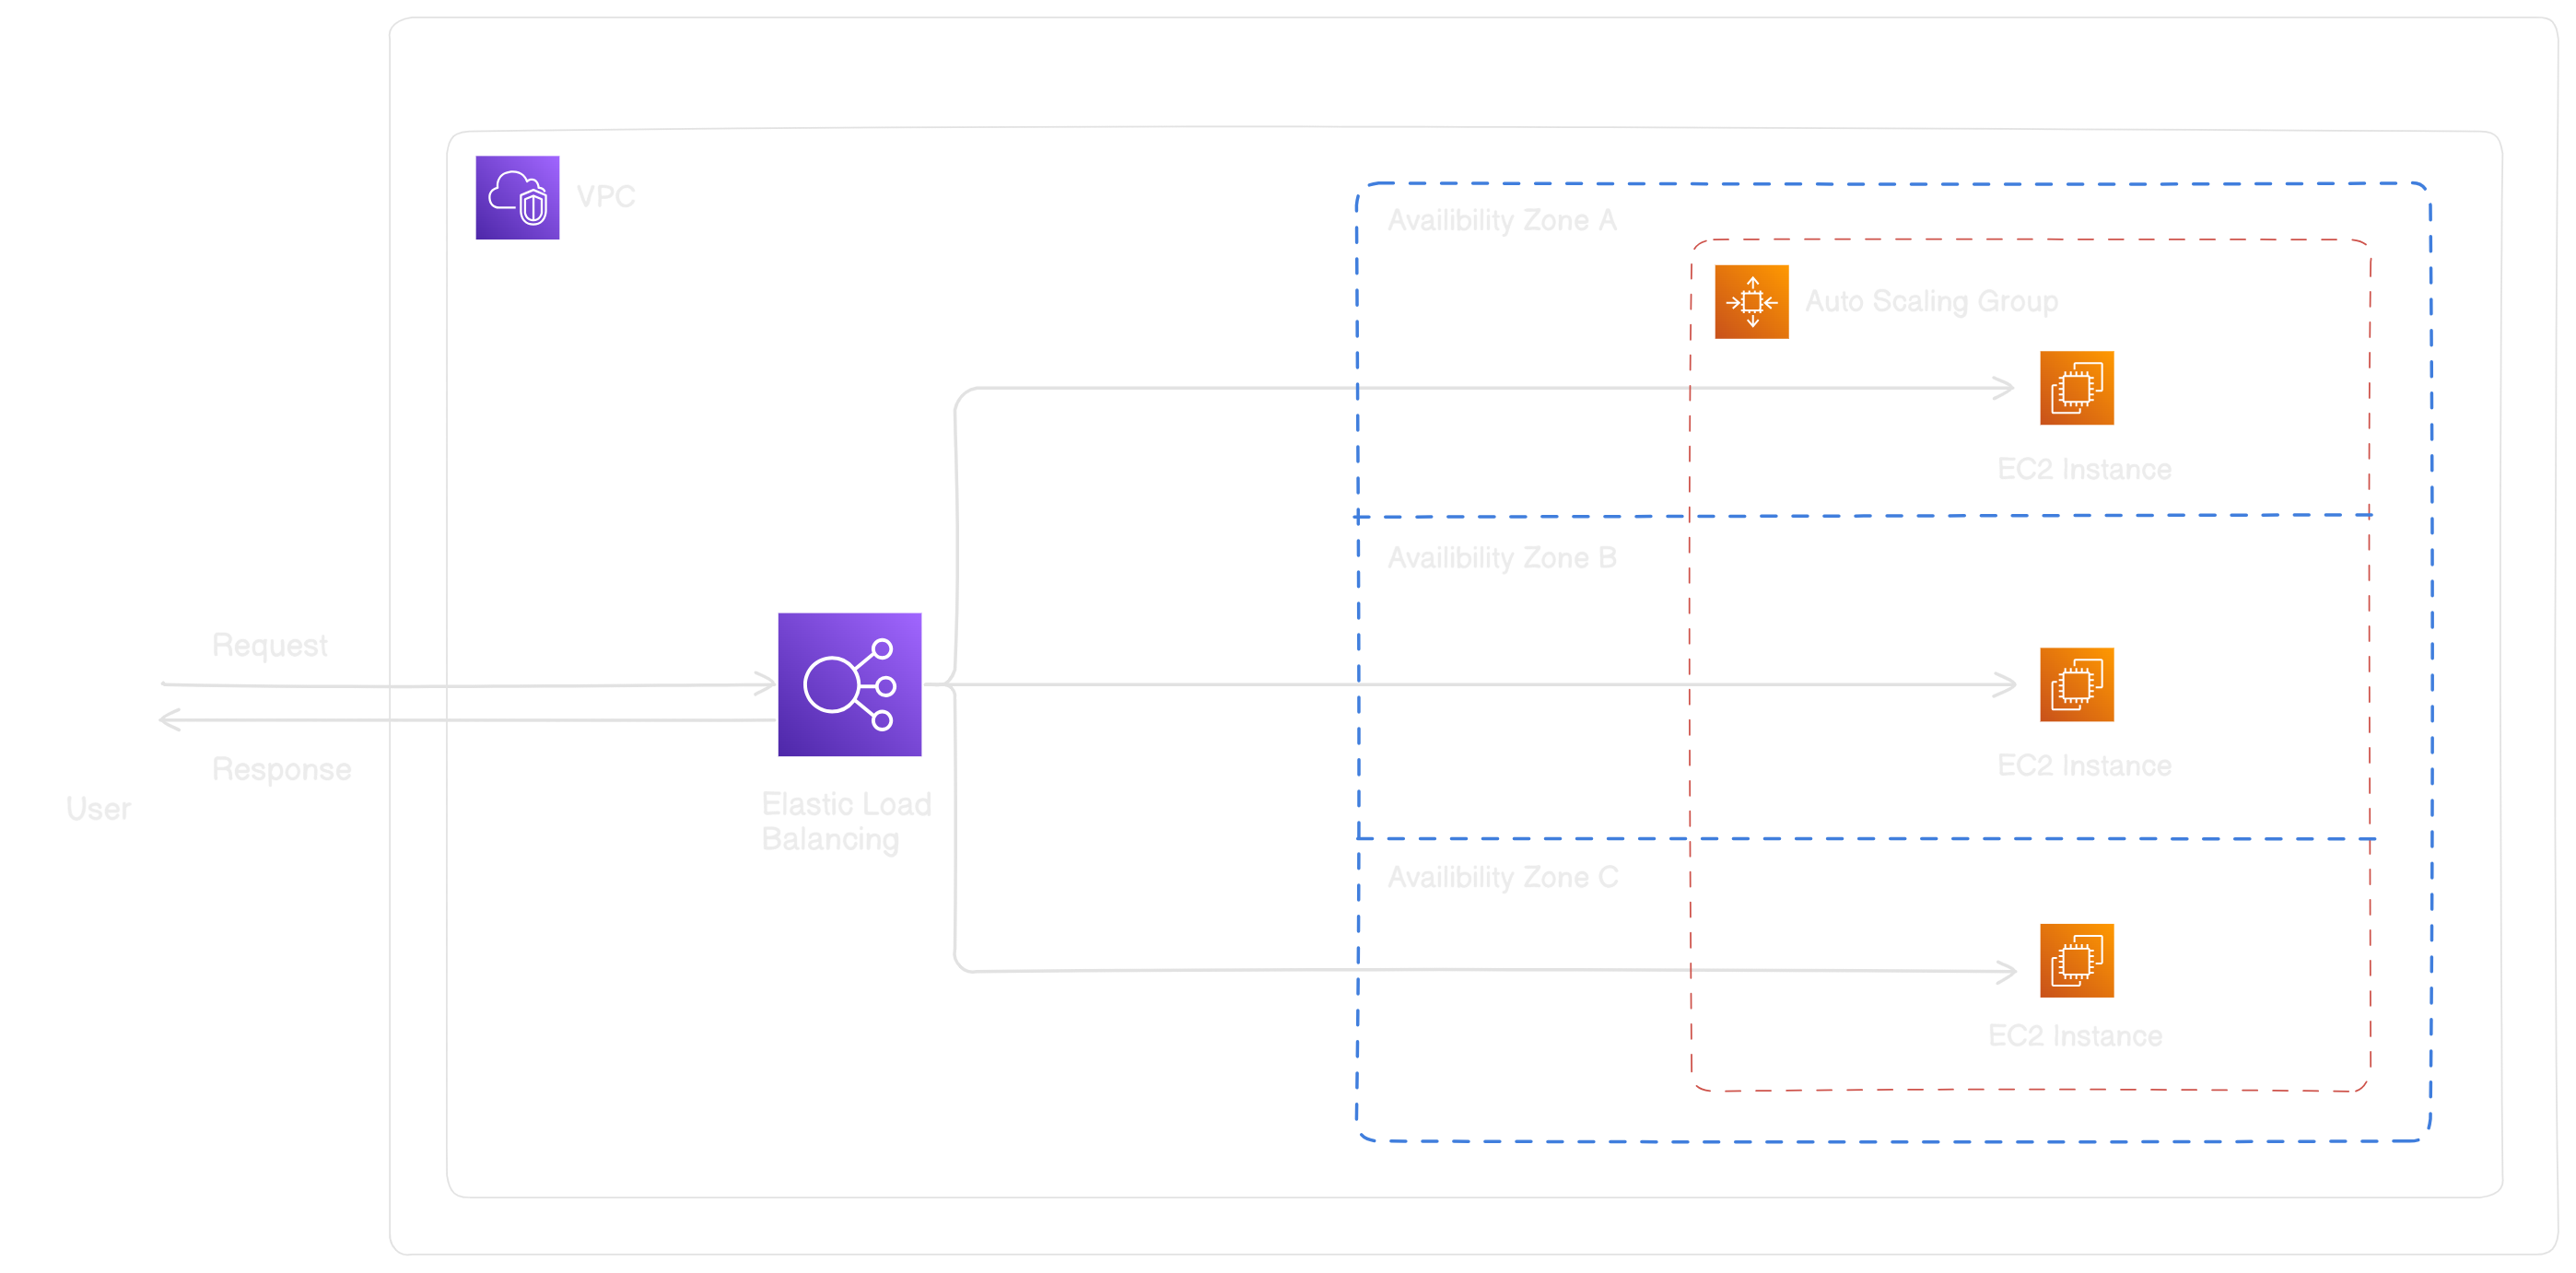 VPC
Availibility Zone A
Auto Scaling Group
EC2 Instance
Availibility Zone B
Request
Response
User
Elastic Load
Balancing
EC2 Instance
Availibility Zone C
EC2 Instance